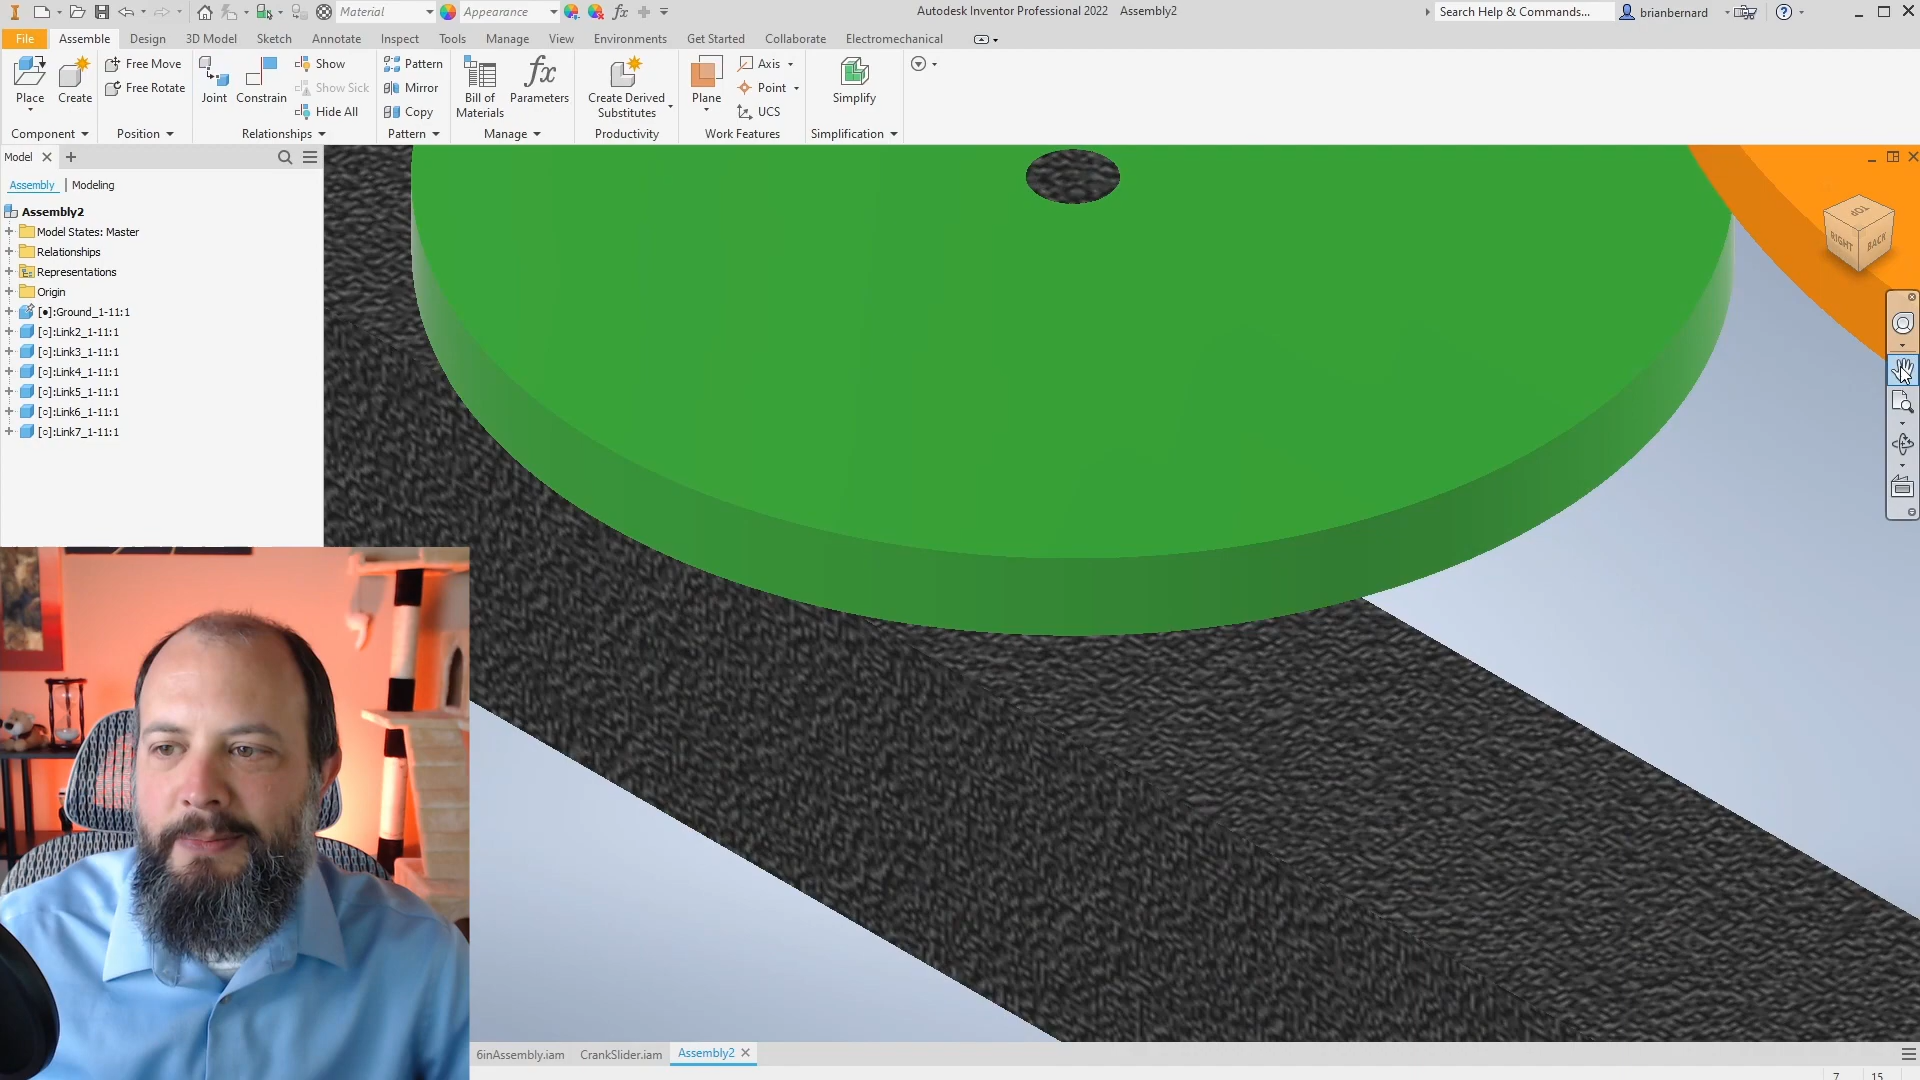 Material
Appearance
Autodesk Inventor Professional 2022 Assembly2
Search Help & Commands...
brianbernard
File
Assemble
Design
3D Model
Sketch
Annotate
Inspect
Tools
Manage
View
Environments
Get Started
Collaborate
Electromechanical
Place
Create
Component
Free Move
Free Rotate
Position
Joint
Constrain
Show
Show Sick
Hide All
Relationships
Pattern
Mirror
Copy
Pattern
Bill of
Materials
Parameters
Manage
Create Derived
Substitutes
Productivity
Plane
Axis
Point
UCS
Work Features
Simplify
Simplification
Model
Assembly | Modeling
Assembly2
Model States: Master
Relationships
Representations
Origin
[●]:Ground_1-11:1
[○]:Link2_1-11:1
[○]:Link3_1-11:1
[○]:Link4_1-11:1
[○]:Link5_1-11:1
[○]:Link6_1-11:1
[○]:Link7_1-11:1
TOP
RIGHT
BACK
6inAssembly.iam
CrankSlider.iam
Assembly2
7 15